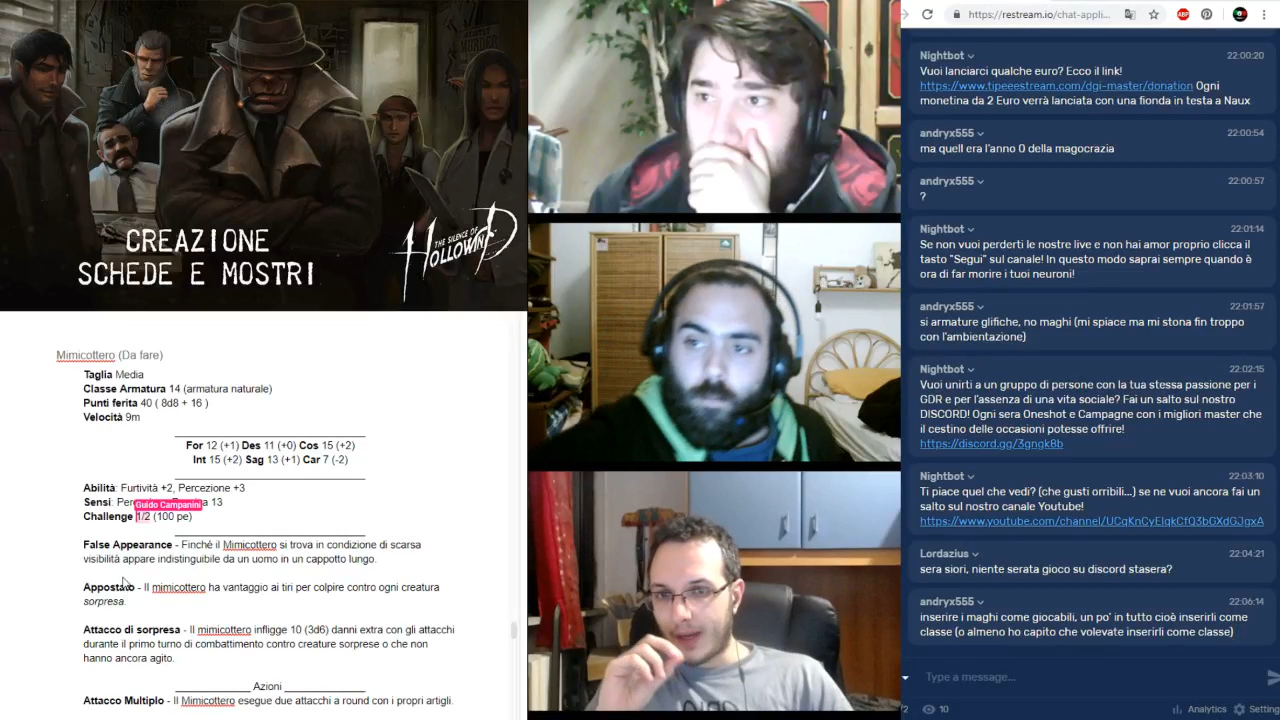 CREAZIONE
SCHEDE E MOSTRI
THE SILENCE OF
HOLLOWIND
Mimicottero (Da fare)
Taglia Media
Classe Armatura 14 (armatura naturale)
Punti ferita 40 ( 8d8 + 16 )
Velocità 9m
For 12 (+1) Des 11 (+0) Cos 15 (+2)
Int 15 (+2) Sag 13 (+1) Car 7 (-2)
Abilità: Furtività +2, Percezione +3
Sensi: 13
Guido Campanini
Challenge 1/2 (100 pe)
False Appearance - Finché il Mimicottero si trova in condizione di scarsa
visibilità appare indistinguibile da un uomo in un cappotto lungo.
Appostato - Il mimicottero ha vantaggio ai tiri per colpire contro ogni creatura
sorpresa.
Attacco di sorpresa - Il mimicottero infligge 10 (3d6) danni extra con gli attacchi
durante il primo turno di combattimento contro creature sorprese o che non
hanno ancora agito.
Azioni
Attacco Multiplo - Il Mimicottero esegue due attacchi a round con i propri artigli.
https://restream.io/chat-appli...
ABP
Nightbot 22:00:20
Vuoi lanciarci qualche euro? Ecco il link!
https://www.tipeeestream.com/dgi-master/donation Ogni
monetina da 2 Euro verrà lanciata con una fionda in testa a Naux
andryx555 22:00:54
ma quell era l'anno 0 della magocrazia
andryx555 22:00:57
?
Nightbot 22:01:14
Se non vuoi perderti le nostre live e non hai amor proprio clicca il
tasto "Segui" sul canale! In questo modo saprai sempre quando è
ora di far morire i tuoi neuroni!
andryx555 22:01:57
si armature glifiche, no maghi (mi spiace ma mi stona fin troppo
con l'ambientazione)
Nightbot 22:02:15
Vuoi unirti a un gruppo di persone con la tua stessa passione per i
GDR e per l'assenza di una vita sociale? Fai un salto sul nostro
DISCORD! Ogni sera Oneshot e Campagne con i migliori master che
il cestino delle occasioni potesse offrire!
https://discord.gg/3gngk8b
Nightbot 22:03:10
Ti piace quel che vedi? (che gusti orribili...) se ne vuoi ancora fai un
salto sul nostro canale Youtube!
https://www.youtube.com/channel/UCqKnCyElqkCfQ3bGXdGJgxA
Lordazius 22:04:21
sera siori, niente serata gioco su discord stasera?
andryx555 22:06:14
inserire i maghi come giocabili, un po' in tutto cioè inserirli come
classe (o almeno ho capito che volevate inserirli come classe)
Type a message...
/2 10 Analytics Setting